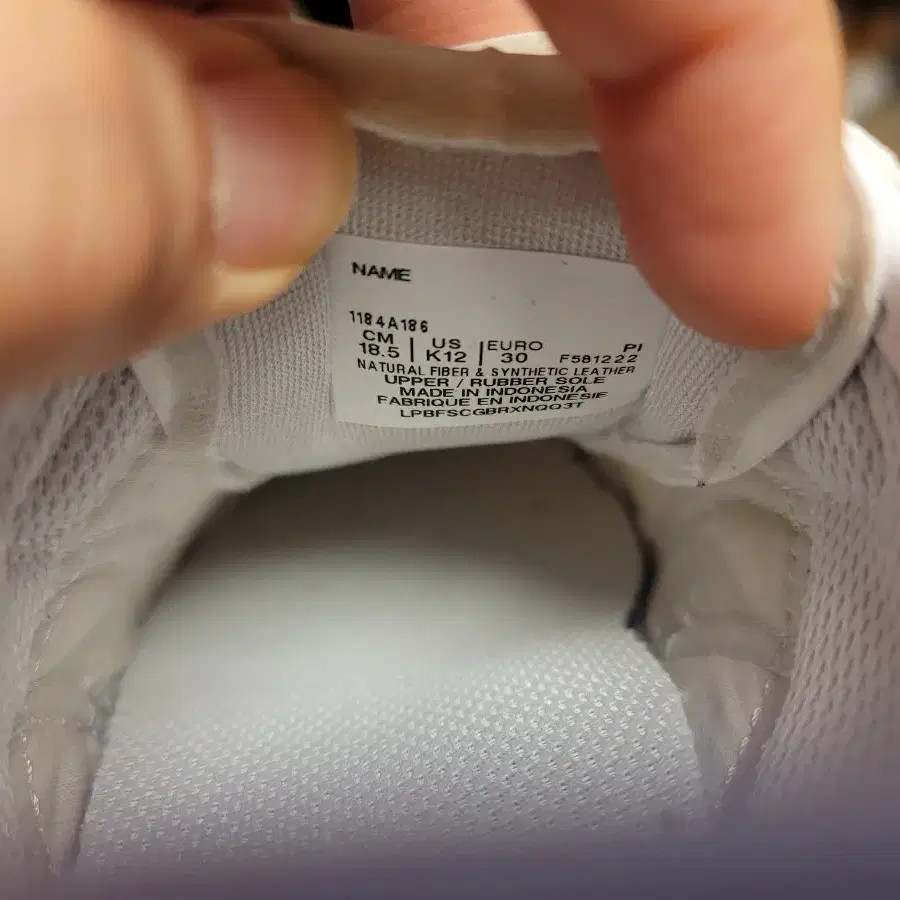 NAME
1184A186
CM | US | EURO PI
18.5 | K12 | 30 F581222
NATURAL FIBER & SYNTHETIC LEATHER
UPPER / RUBBER SOLE
MADE IN INDONESIA
FABRIQUE EN INDONESIE
LPBFSCGBRXNQQ3T